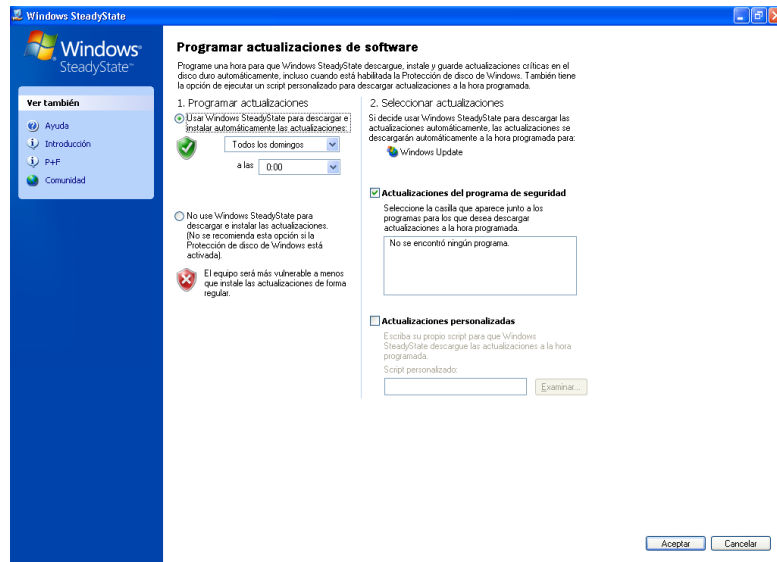 Windows SteadyState
Windows®
SteadyState™
Ver también
Ayuda
Introducción
P+F
Comunidad
Programar actualizaciones de software
Programe una hora para que Windows SteadyState descargue, instale y guarde actualizaciones críticas en el
disco duro automáticamente, incluso cuando está habilitada la Protección de disco de Windows. También tiene
la opción de ejecutar un script personalizado para descargar actualizaciones a la hora programada.
1. Programar actualizaciones
Usar Windows SteadyState para descargar e
instalar automáticamente las actualizaciones:
Todos los domingos
a las 0:00
No use Windows SteadyState para
descargar e instalar las actualizaciones.
(No se recomienda esta opción si la
Protección de disco de Windows está
activada).
El equipo será más vulnerable a menos
que instale las actualizaciones de forma
regular.
2. Seleccionar actualizaciones
Si decide usar Windows SteadyState para descargar las
actualizaciones automáticamente, las actualizaciones se
descargarán automáticamente a la hora programada para:
Windows Update
Actualizaciones del programa de seguridad
Seleccione la casilla que aparece junto a los
programas para los que desea descargar
actualizaciones a la hora programada.
No se encontró ningún programa.
Actualizaciones personalizadas
Escriba su propio script para que Windows
SteadyState descargue las actualizaciones a la hora
programada.
Script personalizado:
Examinar...
Aceptar
Cancelar